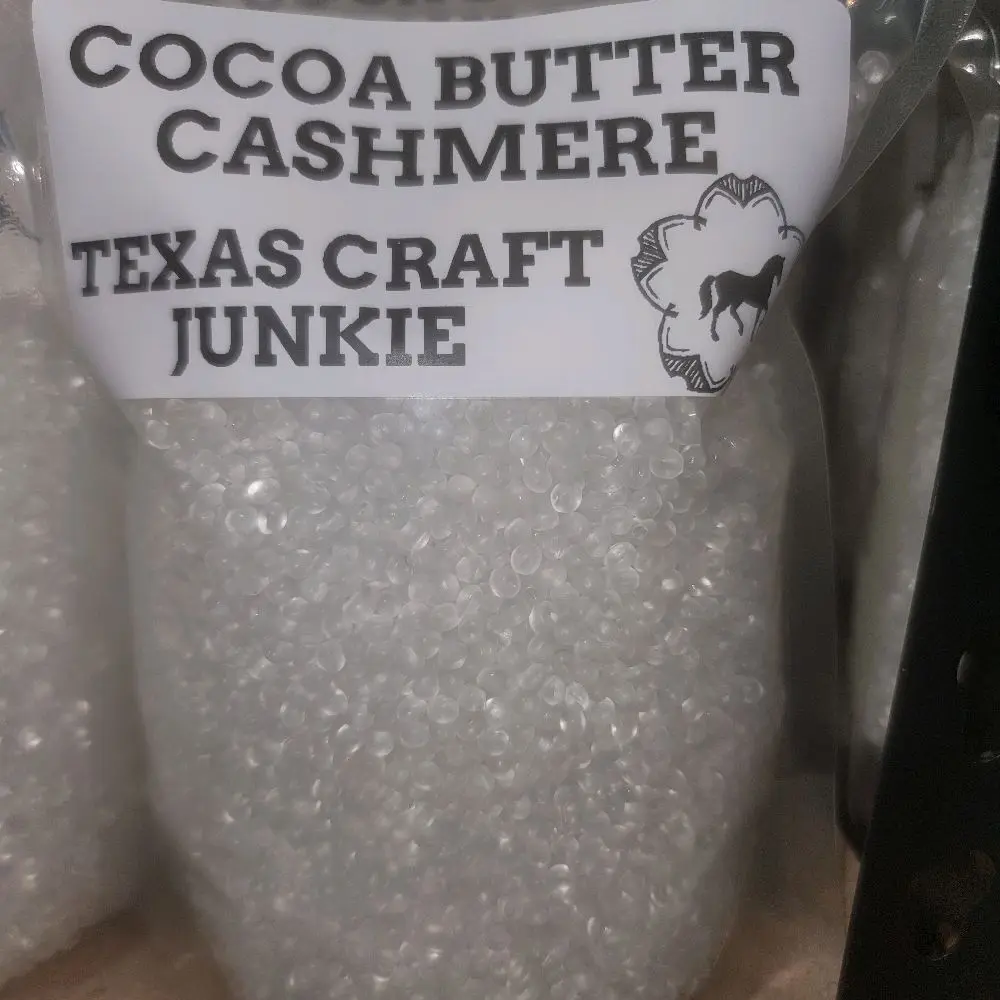 COCOA BUTTER
CASHMERE
TEXAS CRAFT
JUNKIE